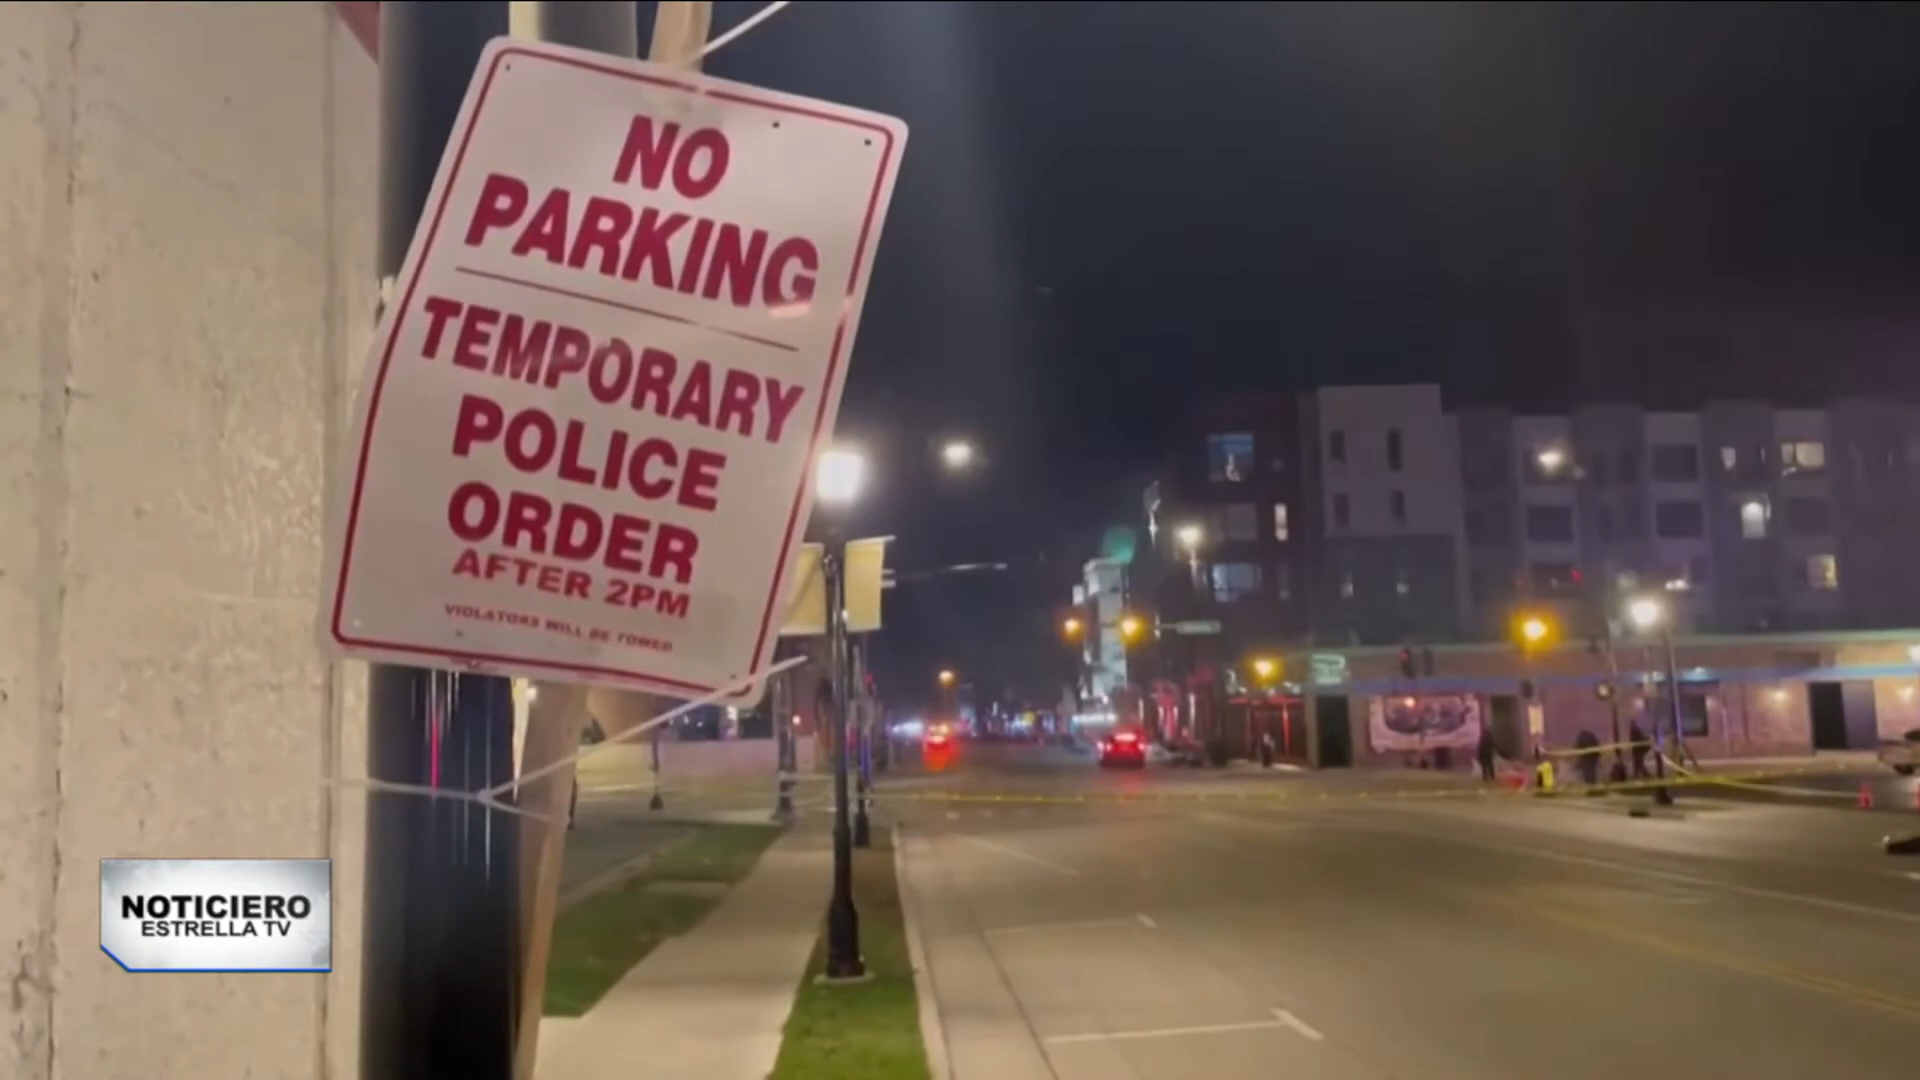 NO
PARKING
TEMPORARY
POLICE
ORDER
AFTER 2PM
VIOLATORS WILL BE TOWED
NOTICIERO
ESTRELLA TV